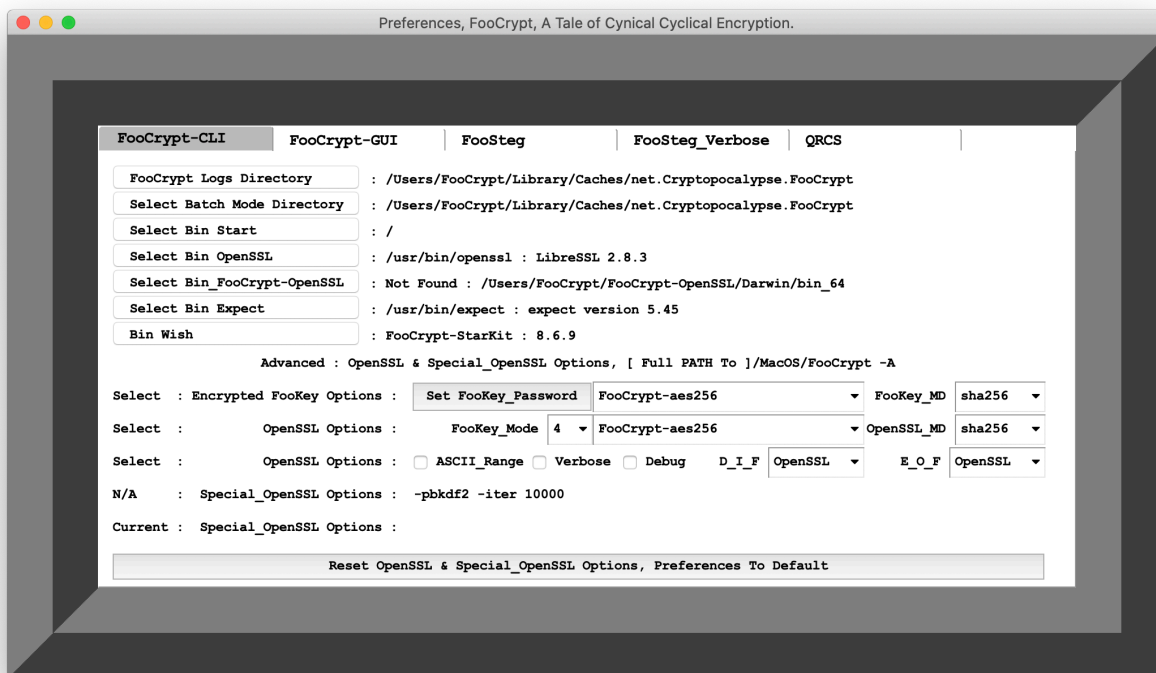 Preferences, FooCrypt, A Tale of Cynical Cyclical Encryption.
FooCrypt-CLI FooCrypt-GUI FooSteg FooSteg_Verbose QRCS
FooCrypt Logs Directory : /Users/FooCrypt/Library/Caches/net.Cryptopocalypse.FooCrypt
Select Batch Mode Directory : /Users/FooCrypt/Library/Caches/net.Cryptopocalypse.FooCrypt
Select Bin Start : /
Select Bin OpenSSL : /usr/bin/openssl : LibreSSL 2.8.3
Select Bin_FooCrypt-OpenSSL : Not Found : /Users/FooCrypt/FooCrypt-OpenSSL/Darwin/bin_64
Select Bin Expect : /usr/bin/expect : expect version 5.45
Bin Wish : FooCrypt-StarKit : 8.6.9
Advanced : OpenSSL & Special_OpenSSL Options, [ Full PATH To ]/MacOS/FooCrypt -A
Select : Encrypted FooKey Options : Set FooKey_Password FooCrypt-aes256 FooKey_MD sha256
Select : OpenSSL Options : FooKey_Mode 4 FooCrypt-aes256 OpenSSL_MD sha256
Select : OpenSSL Options : ASCII_Range Verbose Debug D_I_F OpenSSL E_O_F OpenSSL
N/A : Special_OpenSSL Options : -pbkdf2 -iter 10000
Current : Special_OpenSSL Options :
Reset OpenSSL & Special_OpenSSL Options, Preferences To Default